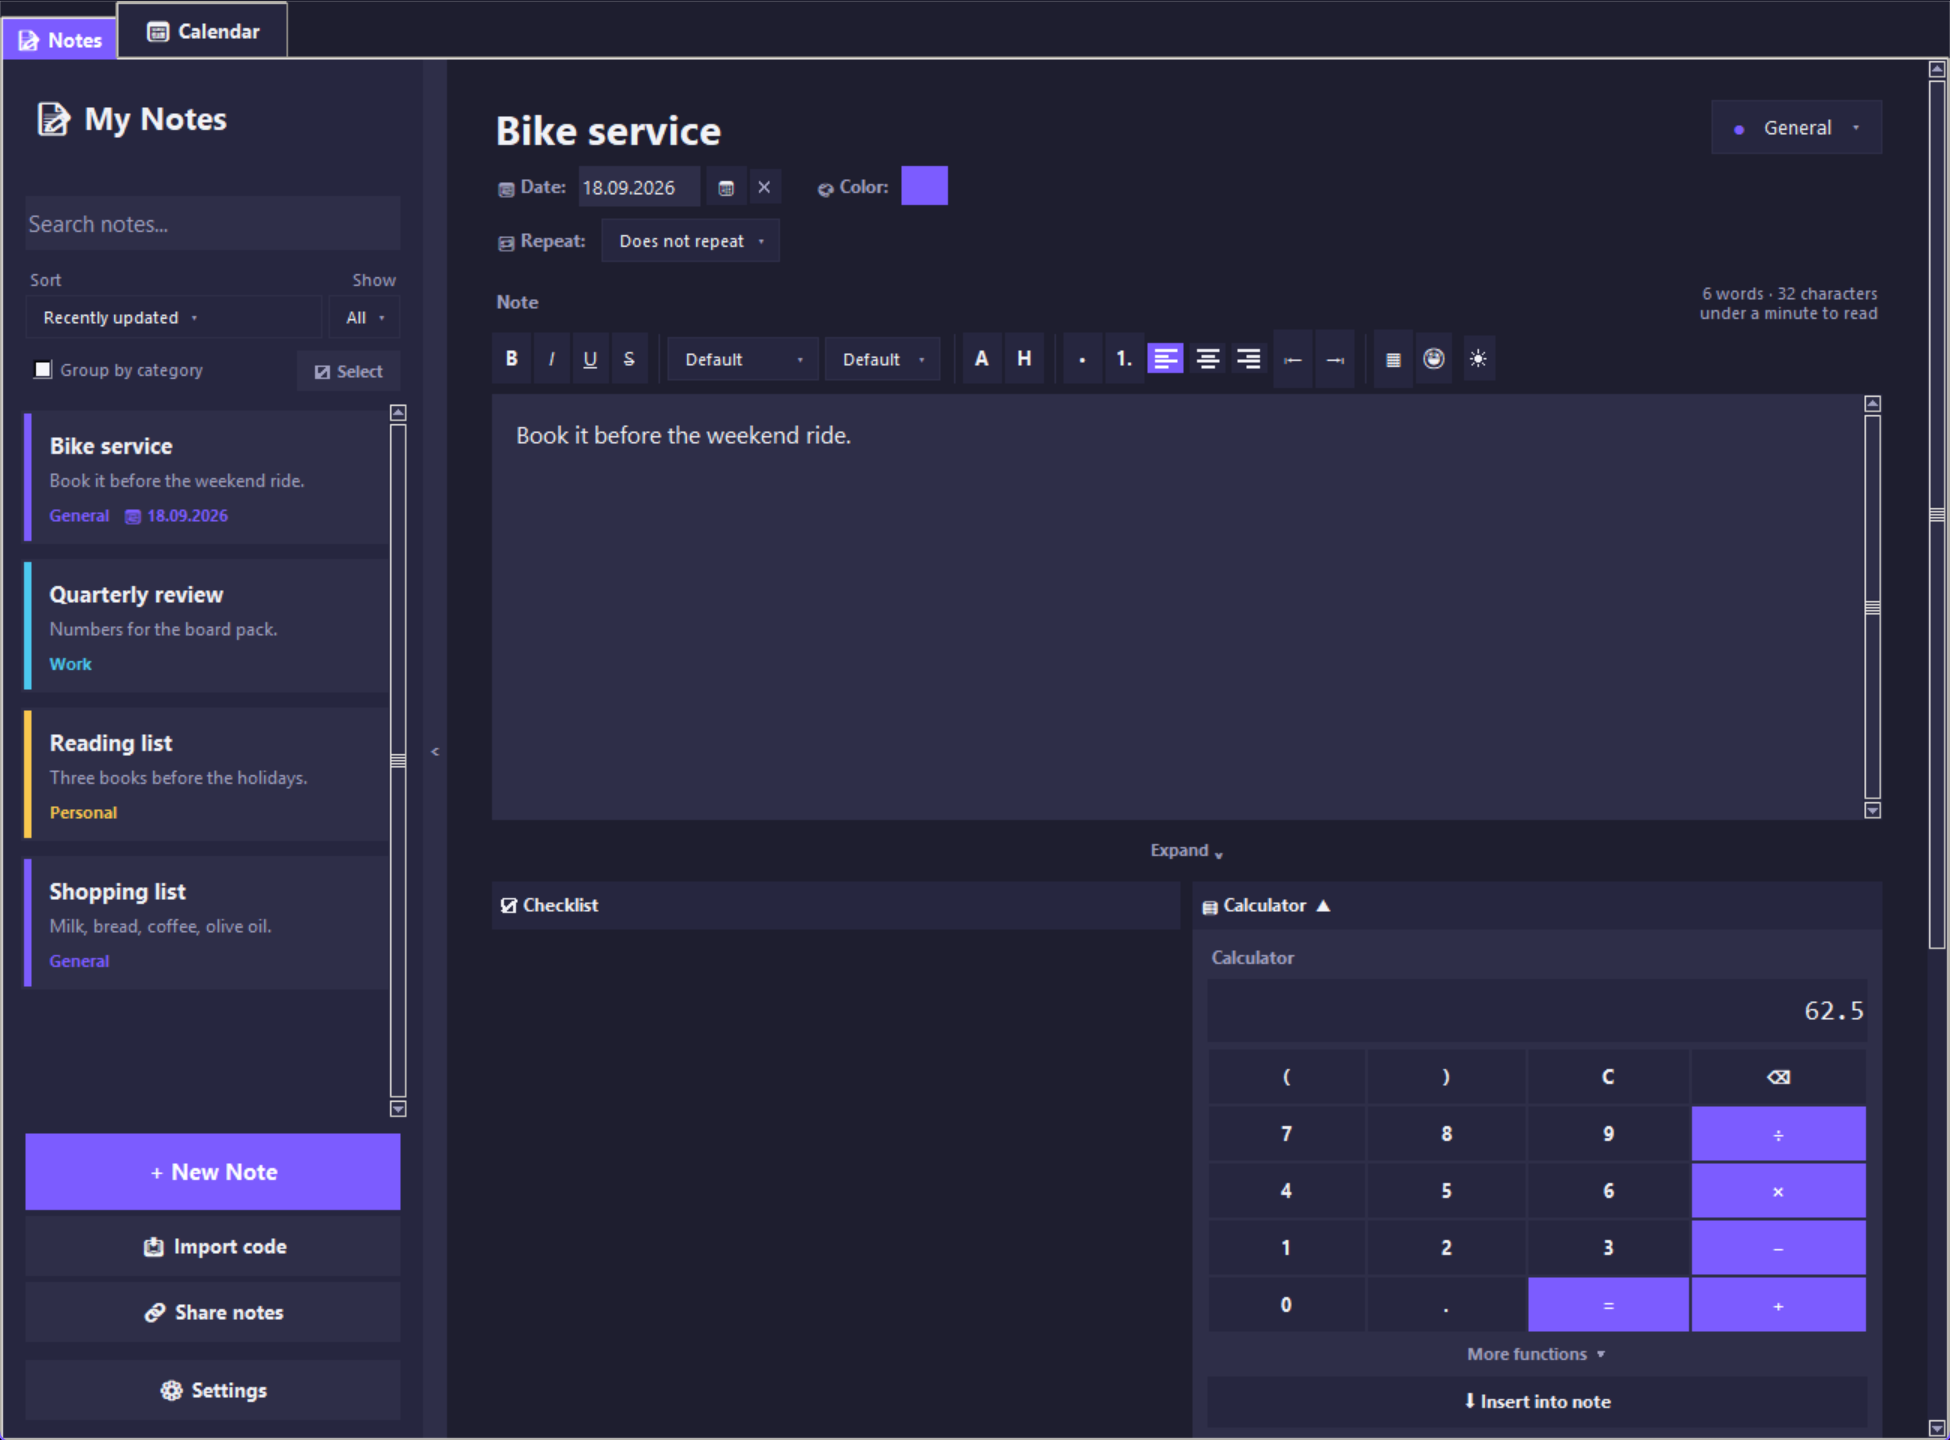 Notes
Calendar
My Notes
Search notes...
Sort
Show
Recently updated
All
Group by category
Select
Bike service
Book it before the weekend ride.
General 18.09.2026
Quarterly review
Numbers for the board pack.
Work
Reading list
Three books before the holidays.
Personal
Shopping list
Milk, bread, coffee, olive oil.
General
+ New Note
Import code
Share notes
Settings
<
Bike service
General
Date: 18.09.2026 × Color:
Repeat: Does not repeat
Note
6 words · 32 characters
under a minute to read
B I U S Default Default A H • 1.
Book it before the weekend ride.
Expand
Checklist
Calculator ▲
Calculator
62.5
( ) C ⌫
7 8 9 ÷
4 5 6 ×
1 2 3 −
0 . = +
More functions ▾
⬇ Insert into note